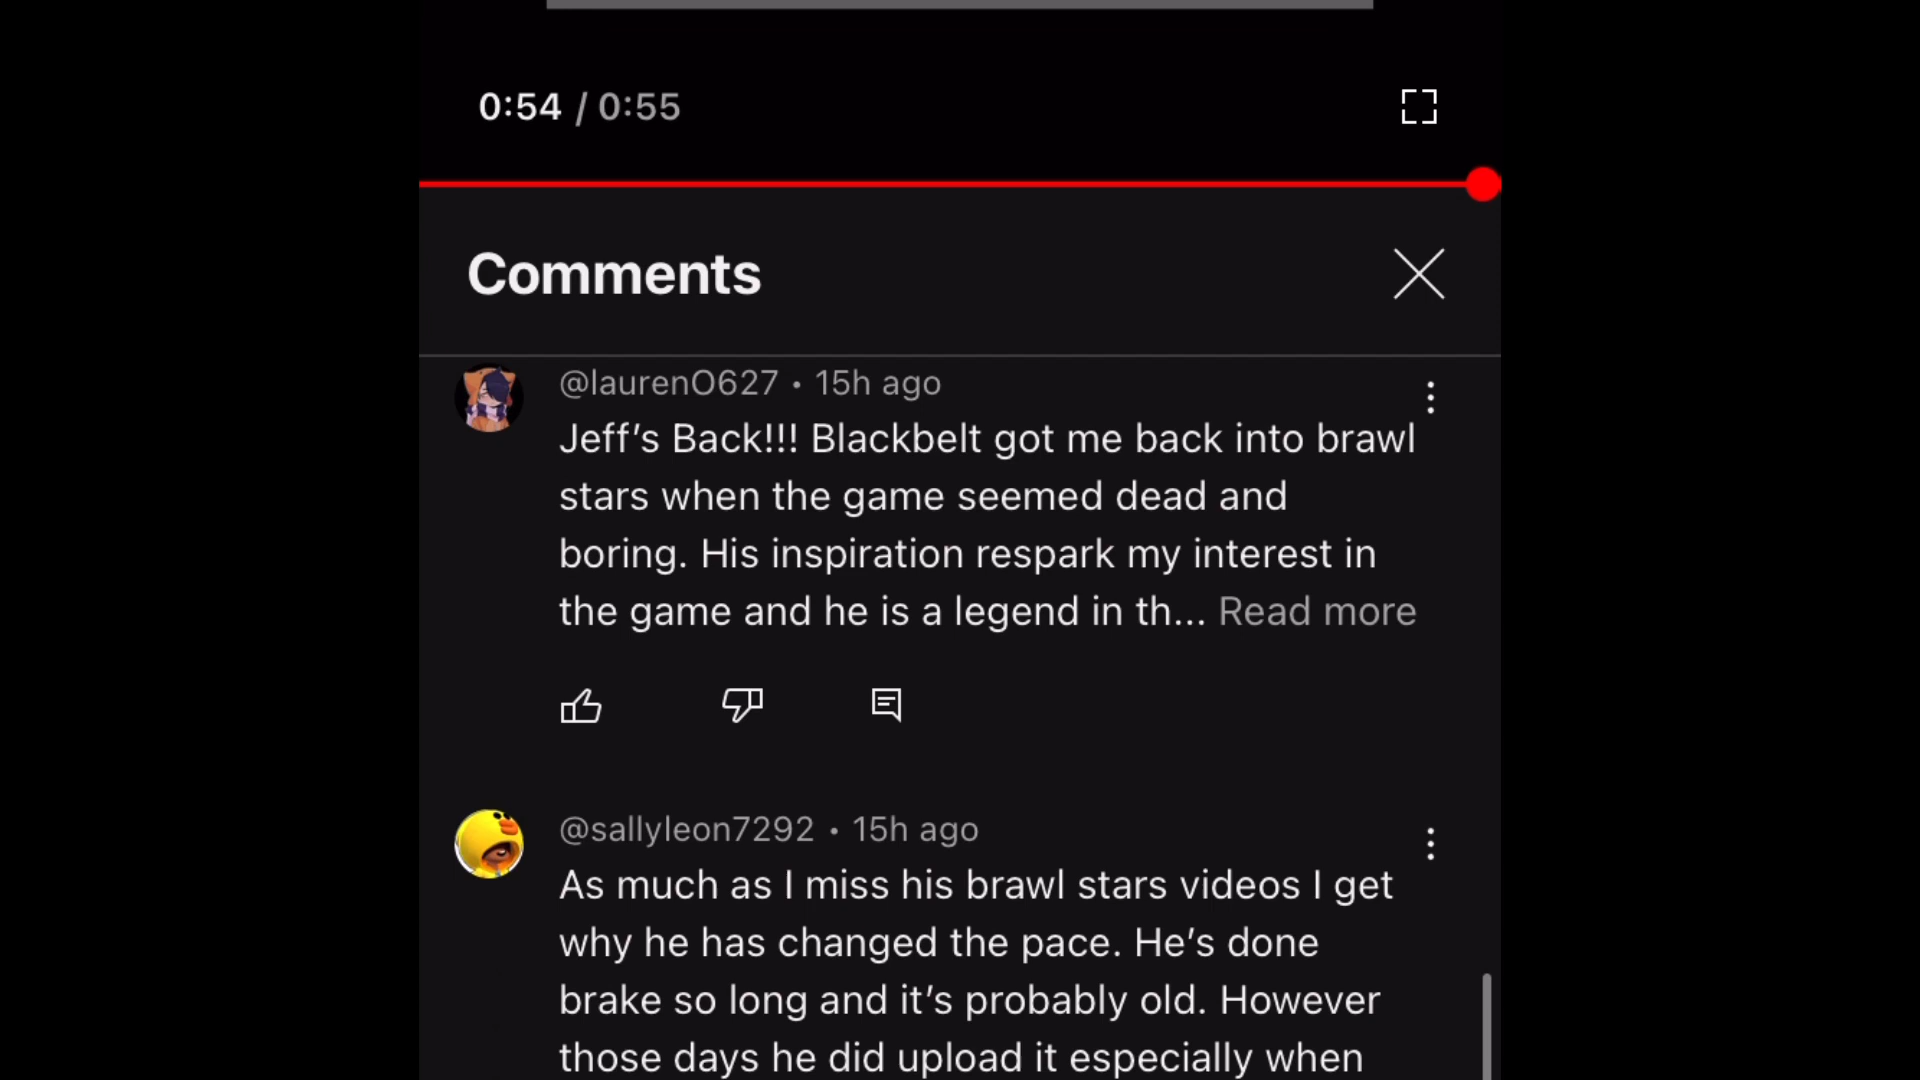 0:54 / 0:55
Comments
@laurenO627 • 15h ago
Jeff’s Back!!! Blackbelt got me back into brawl
stars when the game seemed dead and
boring. His inspiration respark my interest in
the game and he is a legend in th... Read more
@sallyleon7292 • 15h ago
As much as I miss his brawl stars videos I get
why he has changed the pace. He’s done
brake so long and it’s probably old. However
those days he did upload it especially when